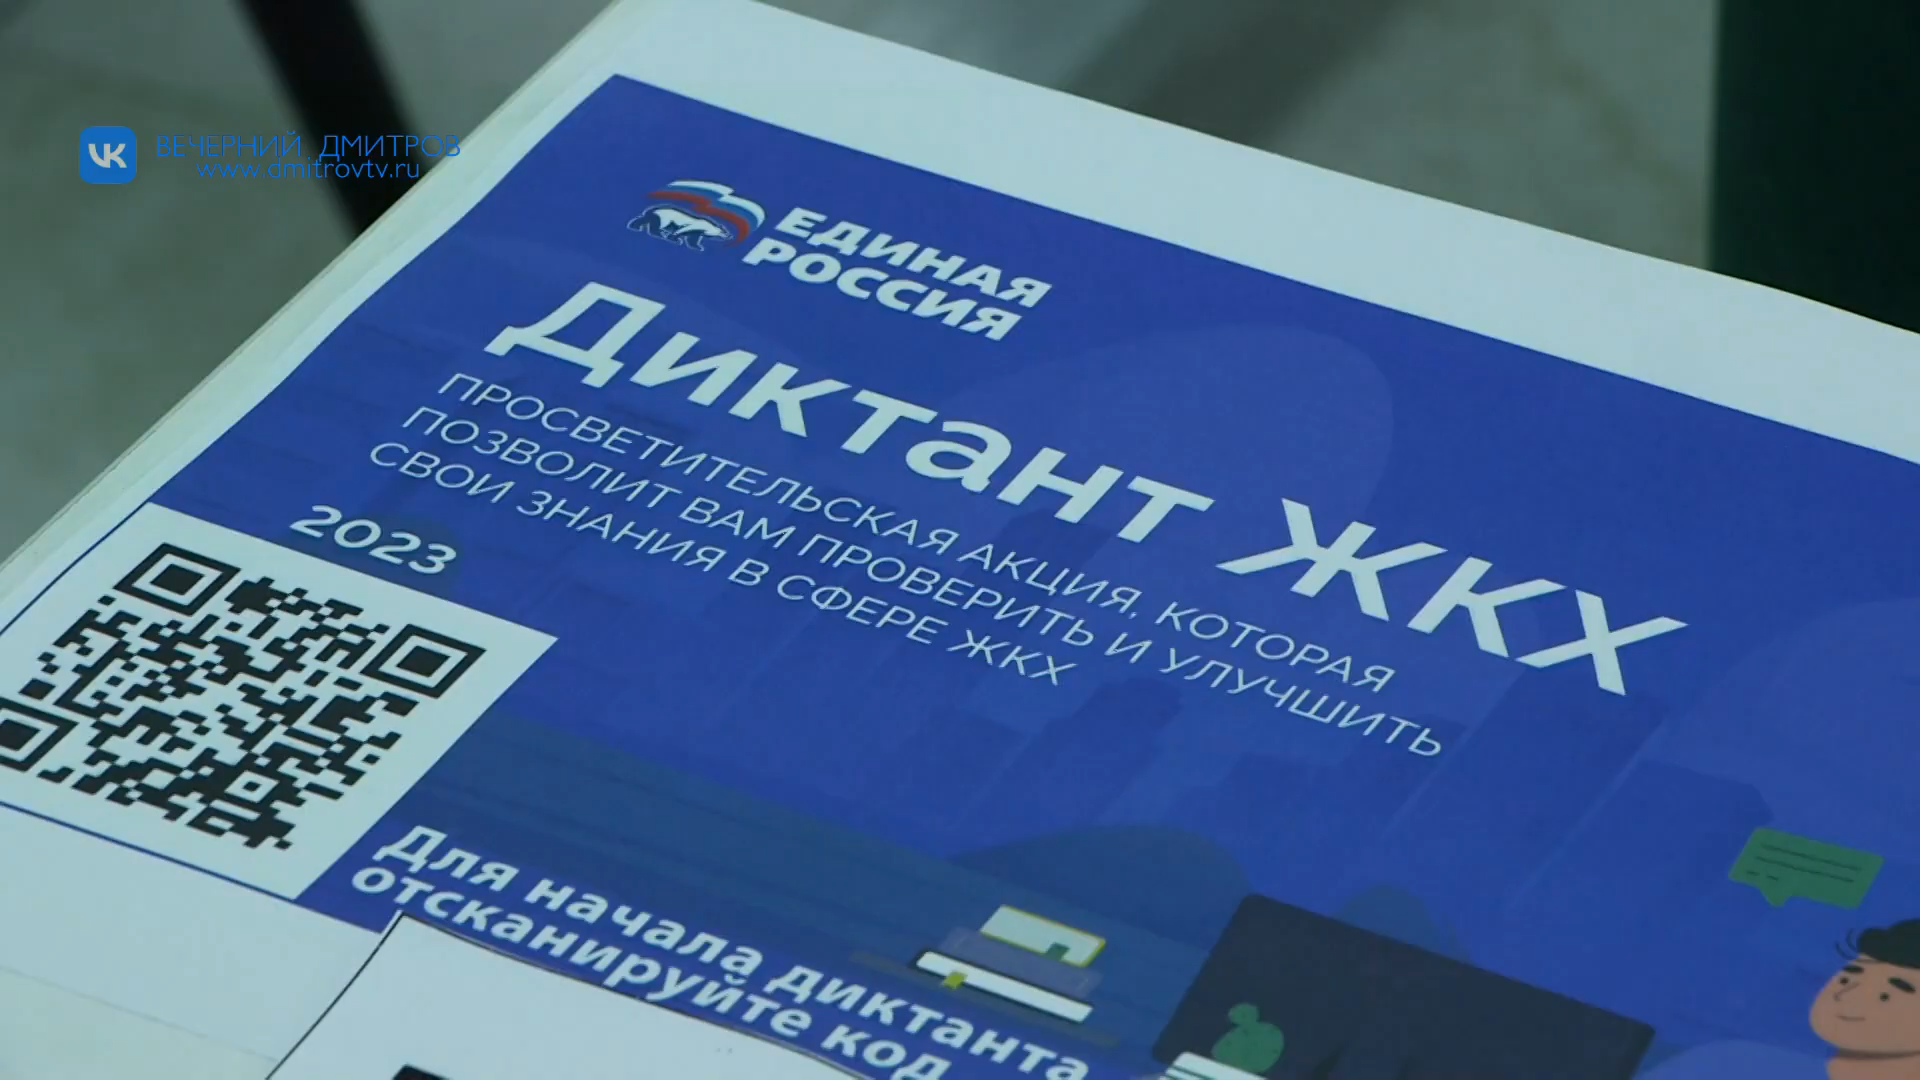 ВЕЧЕРНИЙ ДМИТРОВ
www.dmitrovtv.ru
ЕДИНАЯ
РОССИЯ
Диктант ЖКХ
ПРОСВЕТИТЕЛЬСКАЯ АКЦИЯ, КОТОРАЯ
ПОЗВОЛИТ ВАМ ПРОВЕРИТЬ И УЛУЧШИТЬ
СВОИ ЗНАНИЯ В СФЕРЕ ЖКХ
2023
Для начала диктанта
отсканируйте код